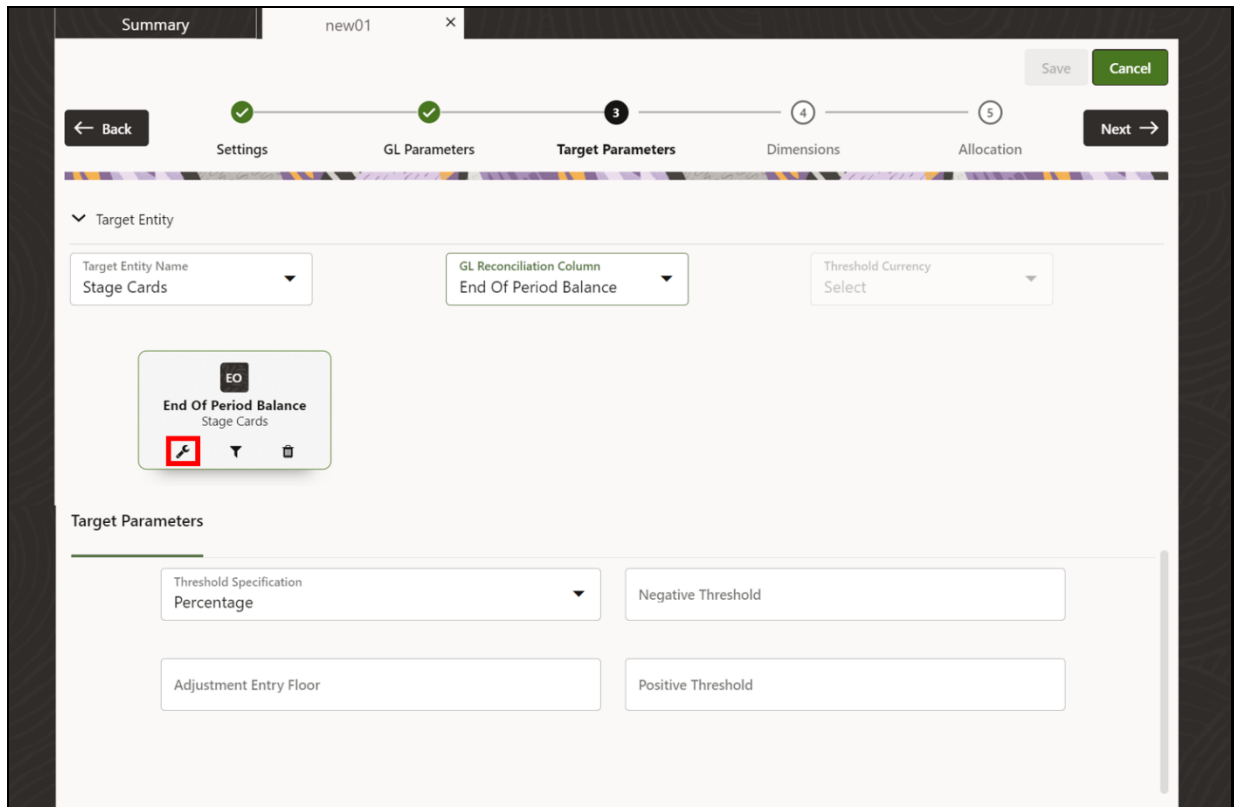 Summary
new01
Save
Cancel
Back
3
4
5
Next
Settings
GL Parameters
Target Parameters
Dimensions
Allocation
Target Entity
Target Entity Name
Stage Cards
GL Reconciliation Column
End Of Period Balance
Threshold Currency
Select
EO
End Of Period Balance
Stage Cards
Target Parameters
Threshold Specification
Percentage
Negative Threshold
Adjustment Entry Floor
Positive Threshold